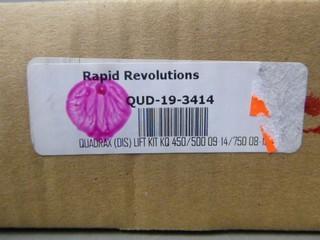 Rapid Revolutions
QUD-19-3414
QUADRAX (DIS) LIFT KIT KQ 450/500 09 14/750 08-